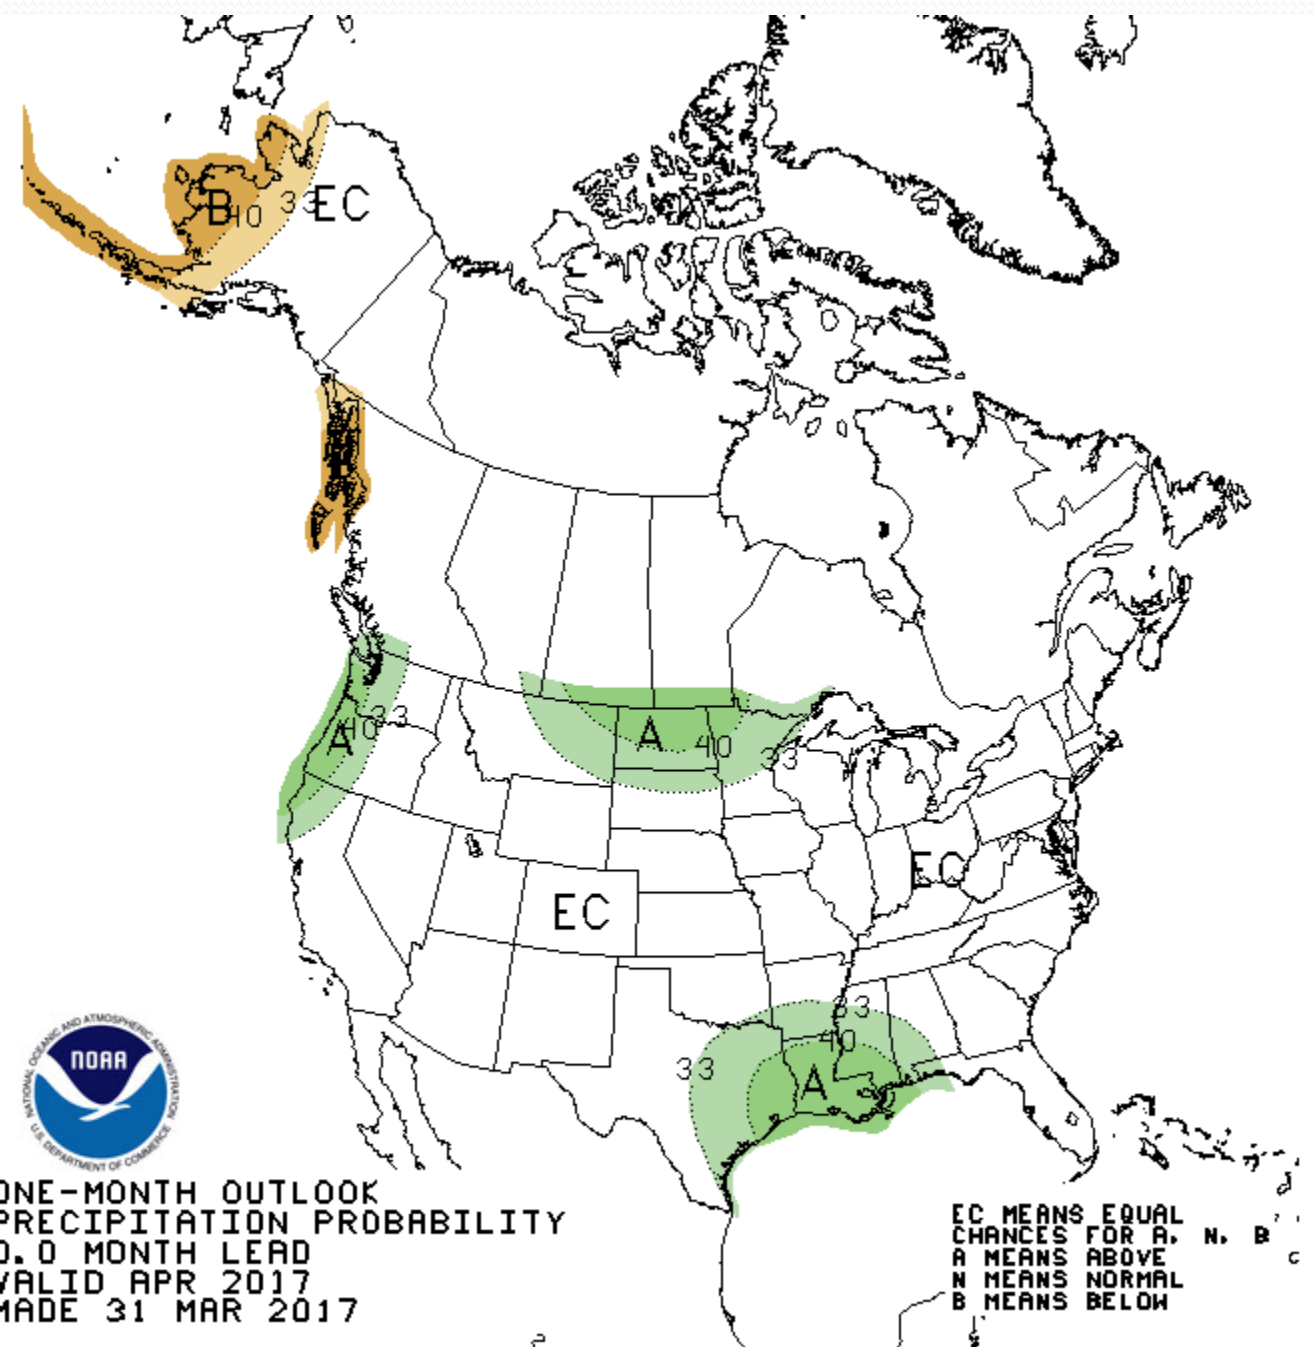 B 40 33 EC
A 40 33
A 40 33
EC
EC
33
40
33
A
NATIONAL OCEANIC AND ATMOSPHERIC ADMINISTRATION
NOAA
U.S. DEPARTMENT OF COMMERCE
ONE-MONTH OUTLOOK
PRECIPITATION PROBABILITY
0.0 MONTH LEAD
VALID APR 2017
MADE 31 MAR 2017
EC MEANS EQUAL
CHANCES FOR A, N, B
A MEANS ABOVE
N MEANS NORMAL
B MEANS BELOW